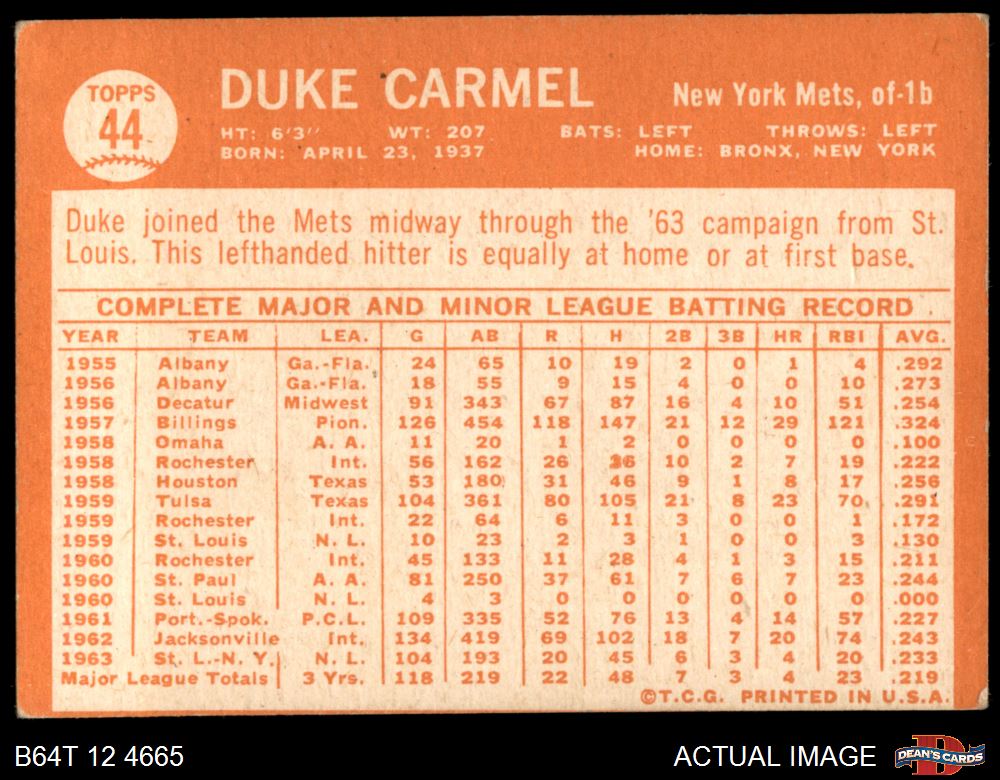 TOPPS
44
DUKE CARMEL
New York Mets, of-1b
HT: 6'3" WT: 207 BATS: LEFT THROWS: LEFT
BORN: APRIL 23, 1937 HOME: BRONX, NEW YORK
Duke joined the Mets midway through the '63 campaign from St.
Louis. This lefthanded hitter is equally at home or at first base.
COMPLETE MAJOR AND MINOR LEAGUE BATTING RECORD
YEAR TEAM LEA. G AB R H 2B 3B HR RBI AVG.
1955 Albany Ga.-Fla. 24 65 10 19 2 0 1 4 .292
1956 Albany Ga.-Fla. 18 55 9 15 4 0 0 10 .273
1956 Decatur Midwest 91 343 67 87 16 4 10 51 .254
1957 Billings Pion. 126 454 118 147 21 12 29 121 .324
1958 Omaha A. A. 11 20 1 2 0 0 0 0 .100
1958 Rochester Int. 56 162 26 36 10 2 7 19 .222
1958 Houston Texas 53 180 31 46 9 1 8 17 .256
1959 Tulsa Texas 104 361 80 105 21 8 23 70 .291
1959 Rochester Int. 22 64 6 11 3 0 0 1 .172
1959 St. Louis N. L. 10 23 2 3 1 0 0 3 .130
1960 Rochester Int. 45 133 11 28 4 1 3 15 .211
1960 St. Paul A. A. 81 250 37 61 7 6 7 23 .244
1960 St. Louis N. L. 4 3 0 0 0 0 0 0 .000
1961 Port.-Spok. P.C.L. 109 335 52 76 13 4 14 57 .227
1962 Jacksonville Int. 134 419 69 102 18 7 20 74 .243
1963 St. L.-N. Y. N. L. 104 193 20 45 6 3 4 20 .233
Major League Totals 3 Yrs. 118 219 22 48 7 3 4 23 .219
©T.C.G. PRINTED IN U.S.A.
B64T 12 4665
ACTUAL IMAGE
DEAN'S CARDS